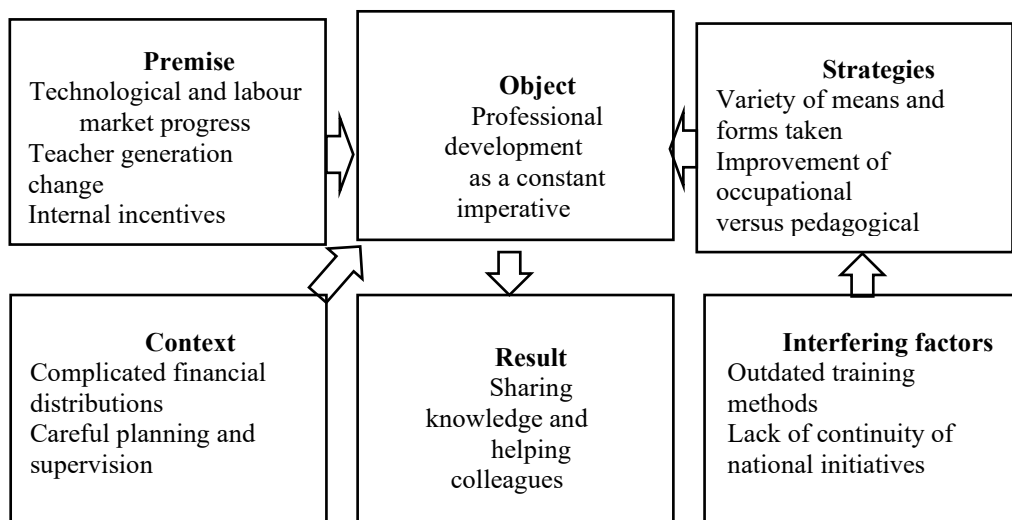 Premise
Technological and labour
market progress
Teacher generation
change
Internal incentives
Object
Professional
development
as a constant
imperative
Strategies
Variety of means and
forms taken
Improvement of
occupational
versus pedagogical
Context
Complicated financial
distributions
Careful planning and
supervision
Result
Sharing
knowledge and
helping
colleagues
Interfering factors
Outdated training
methods
Lack of continuity of
national initiatives